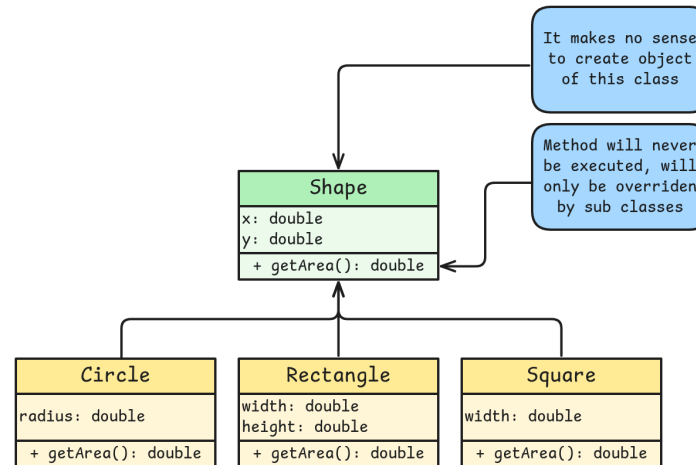 It makes no sense
to create object
of this class
Method will never
be executed, will
only be overriden
by sub classes
Shape
x: double
y: double
+ getArea(): double
Circle
radius: double
+ getArea(): double
Rectangle
width: double
height: double
+ getArea(): double
Square
width: double
+ getArea(): double